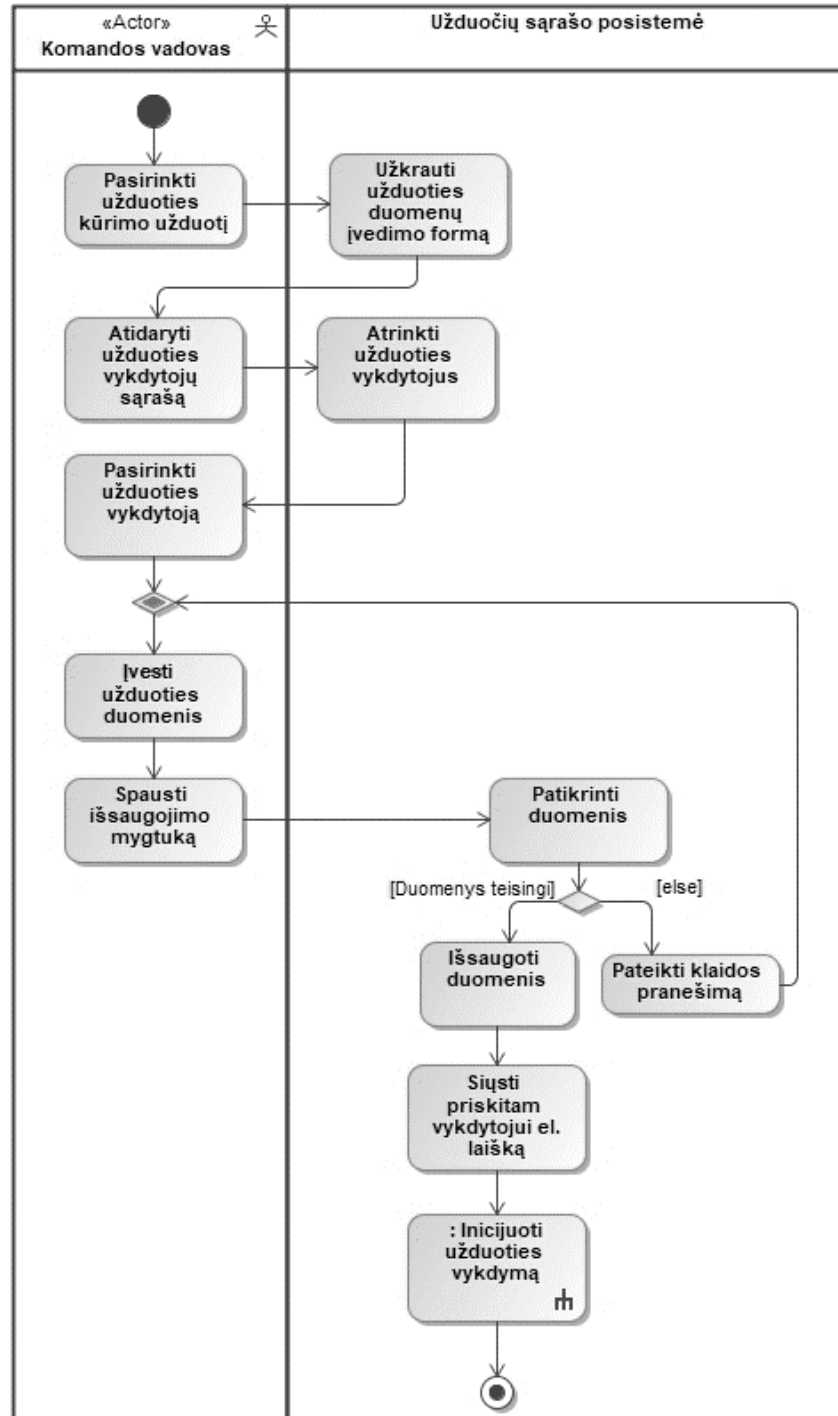 «Actor»
Komandos vadovas
Užduočių sąrašo posistemė
Pasirinkti
užduoties
kūrimo užduotį
Užkrauti
užduoties
duomenų
įvedimo formą
Atidaryti
užduoties
vykdytojų
sąrašą
Atrinkti
užduoties
vykdytojus
Pasirinkti
užduoties
vykdytoją
Įvesti
užduoties
duomenis
Spausti
išsaugojimo
mygtuką
Patikrinti
duomenis
[Duomenys teisingi]
[else]
Išsaugoti
duomenis
Pateikti klaidos
pranešimą
Siųsti
priskitam
vykdytojui el.
laišką
: Inicijuoti
užduoties
vykdymą